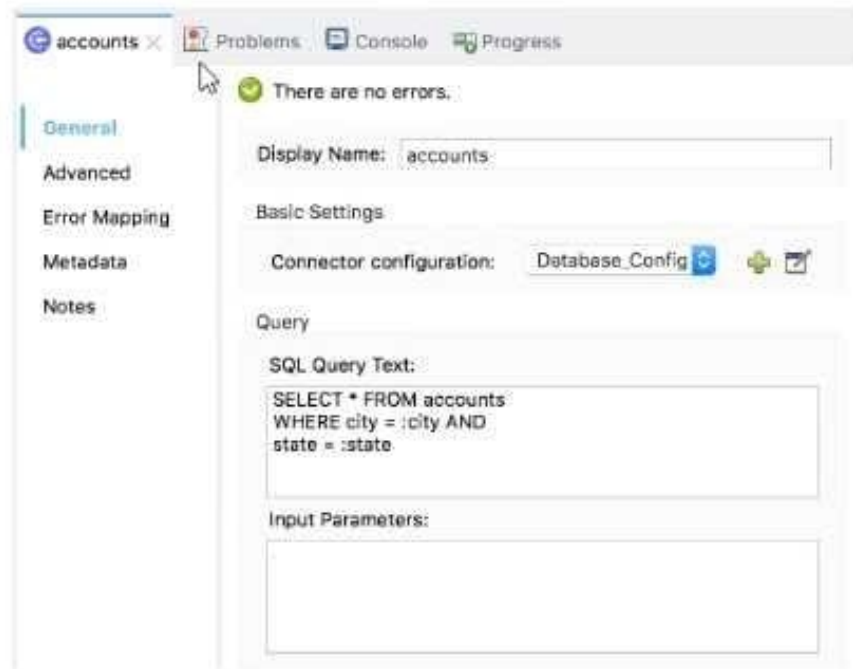 accounts Problems Console Progress
There are no errors.
General
Advanced
Error Mapping
Metadata
Notes
Display Name: accounts
Basic Settings
Connector configuration: Database_Config
Query
SQL Query Text:
SELECT * FROM accounts
WHERE city = :city AND
state = :state
Input Parameters: